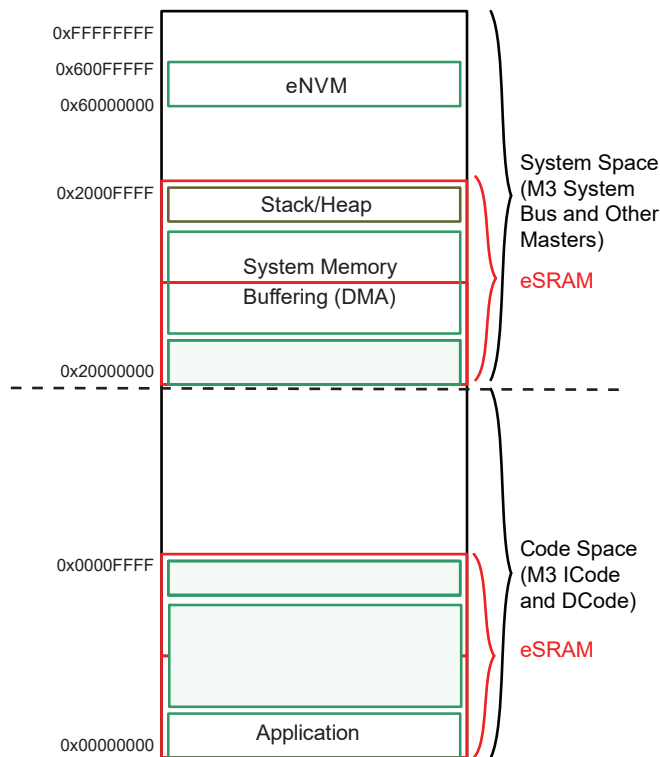 0xFFFFFFFF
0x600FFFFF
eNVM
0x60000000
System Space
(M3 System
Bus and Other
Masters)
0x2000FFFF
Stack/Heap
System Memory
eSRAM
Buffering (DMA)
0x20000000
Code Space
(M3 ICode
and DCode)
0x0000FFFF
eSRAM
Application
0x00000000